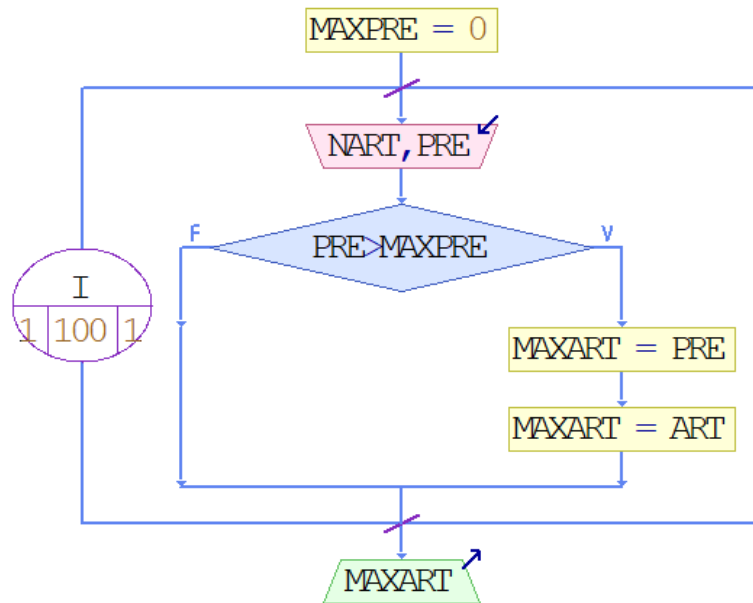 MAXPRE = 0
NART,PRE
F
V
PRE>MAXPRE
I
1 100 1
MAXART = PRE
MAXART = ART
MAXART